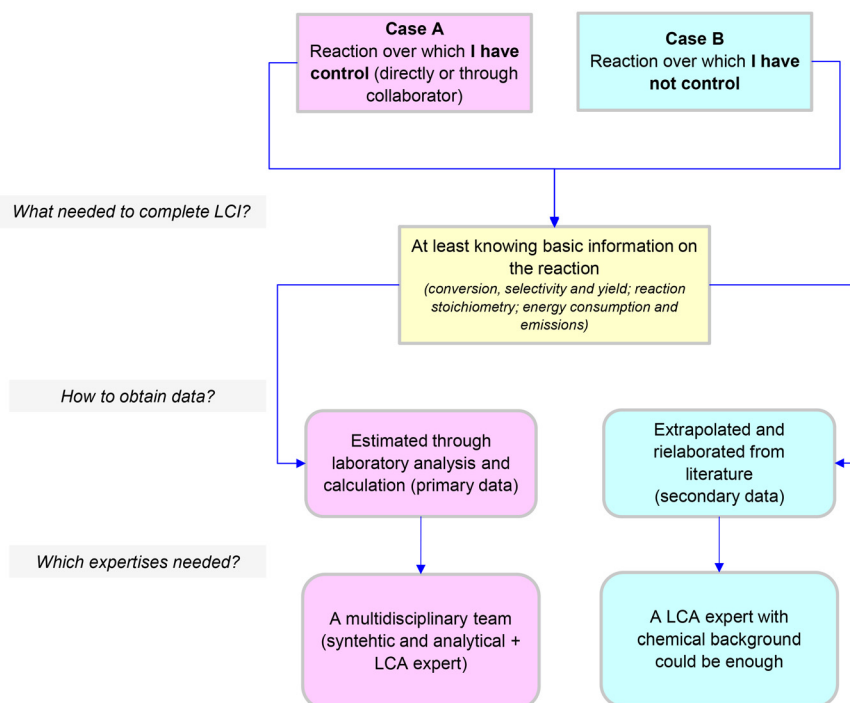 Case A
Reaction over which I have
control (directly or through
collaborator)
Case B
Reaction over which I have
not control
What needed to complete LCI?
At least knowing basic information on
the reaction
(conversion, selectivity and yield; reaction
stoichiometry; energy consumption and
emissions)
How to obtain data?
Estimated through
laboratory analysis and
calculation (primary data)
Extrapolated and
rielaborated from
literature
(secondary data)
Which expertises needed?
A multidisciplinary team
(syntehtic and analytical +
LCA expert)
A LCA expert with
chemical background
could be enough